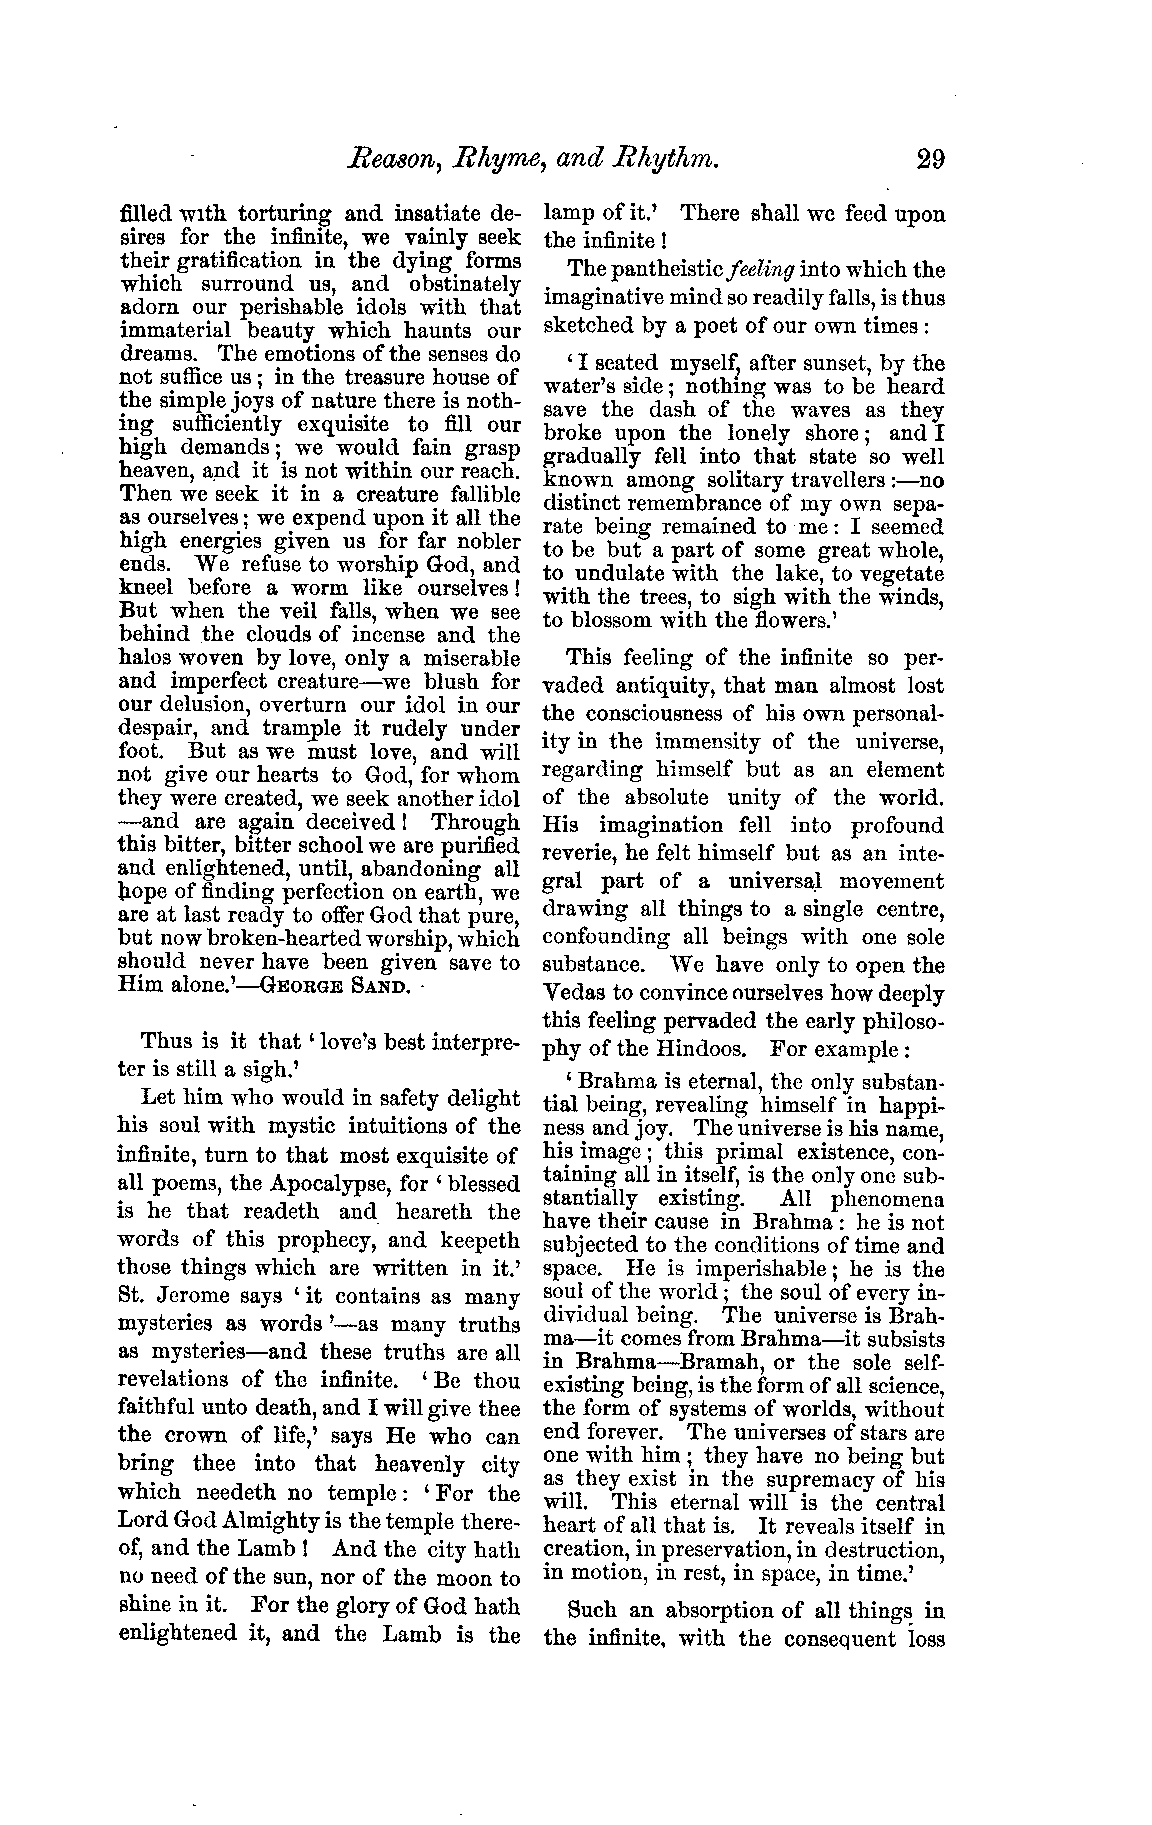 Reason, Rhyme, and Rhythm. 29
filled with torturing and insatiate de-
sires for the infinite, we vainly seek
their gratification in the dying forms
which surround us, and obstinately
adorn our perishable idols with that
immaterial beauty which haunts our
dreams. The emotions of the senses do
not suffice us; in the treasure house of
the simple joys of nature there is noth-
ing sufficiently exquisite to fill our
high demands; we would fain grasp
heaven, and it is not within our reach.
Then we seek it in a creature fallible
as ourselves; we expend upon it all the
high energies given us for far nobler
ends. We refuse to worship God, and
kneel before a worm like ourselves!
But when the veil falls, when we see
behind the clouds of incense and the
halos woven by love, only a miserable
and imperfect creature—we blush for
our delusion, overturn our idol in our
despair, and trample it rudely under
foot. But as we must love, and will
not give our hearts to God, for whom
they were created, we seek another idol
—and are again deceived! Through
this bitter, bitter school we are purified
and enlightened, until, abandoning all
hope of finding perfection on earth, we
are at last ready to offer God that pure,
but now broken-hearted worship, which
should never have been given save to
Him alone.'—GEORGE SAND.
Thus is it that 'love's best interpre-
ter is still a sigh.'
Let him who would in safety delight
his soul with mystic intuitions of the
infinite, turn to that most exquisite of
all poems, the Apocalypse, for 'blessed
is he that readeth and heareth the
words of this prophecy, and keepeth
those things which are written in it.'
St. Jerome says 'it contains as many
mysteries as words'—as many truths
as mysteries—and these truths are all
revelations of the infinite. 'Be thou
faithful unto death, and I will give thee
the crown of life,' says He who can
bring thee into that heavenly city
which needeth no temple: 'For the
Lord God Almighty is the temple there-
of, and the Lamb! And the city hath
no need of the sun, nor of the moon to
shine in it. For the glory of God hath
enlightened it, and the Lamb is the
lamp of it.' There shall we feed upon
the infinite!
The pantheistic feeling into which the
imaginative mind so readily falls, is thus
sketched by a poet of our own times:
'I seated myself, after sunset, by the
water's side; nothing was to be heard
save the dash of the waves as they
broke upon the lonely shore; and I
gradually fell into that state so well
known among solitary travellers:—no
distinct remembrance of my own sepa-
rate being remained to me: I seemed
to be but a part of some great whole,
to undulate with the lake, to vegetate
with the trees, to sigh with the winds,
to blossom with the flowers.'
This feeling of the infinite so per-
vaded antiquity, that man almost lost
the consciousness of his own personal-
ity in the immensity of the universe,
regarding himself but as an element
of the absolute unity of the world.
His imagination fell into profound
reverie, he felt himself but as an inte-
gral part of a universal movement
drawing all things to a single centre,
confounding all beings with one sole
substance. We have only to open the
Vedas to convince ourselves how deeply
this feeling pervaded the early philoso-
phy of the Hindoos. For example:
'Brahma is eternal, the only substan-
tial being, revealing himself in happi-
ness and joy. The universe is his name,
his image; this primal existence, con-
taining all in itself, is the only one sub-
stantially existing. All phenomena
have their cause in Brahma: he is not
subjected to the conditions of time and
space. He is imperishable; he is the
soul of the world; the soul of every in-
dividual being. The universe is Brah-
ma—it comes from Brahma—it subsists
in Brahma—Bramah, or the sole self-
existing being, is the form of all science,
the form of systems of worlds, without
end forever. The universes of stars are
one with him; they have no being but
as they exist in the supremacy of his
will. This eternal will is the central
heart of all that is. It reveals itself in
creation, in preservation, in destruction,
in motion, in rest, in space, in time.'
Such an absorption of all things in
the infinite, with the consequent loss